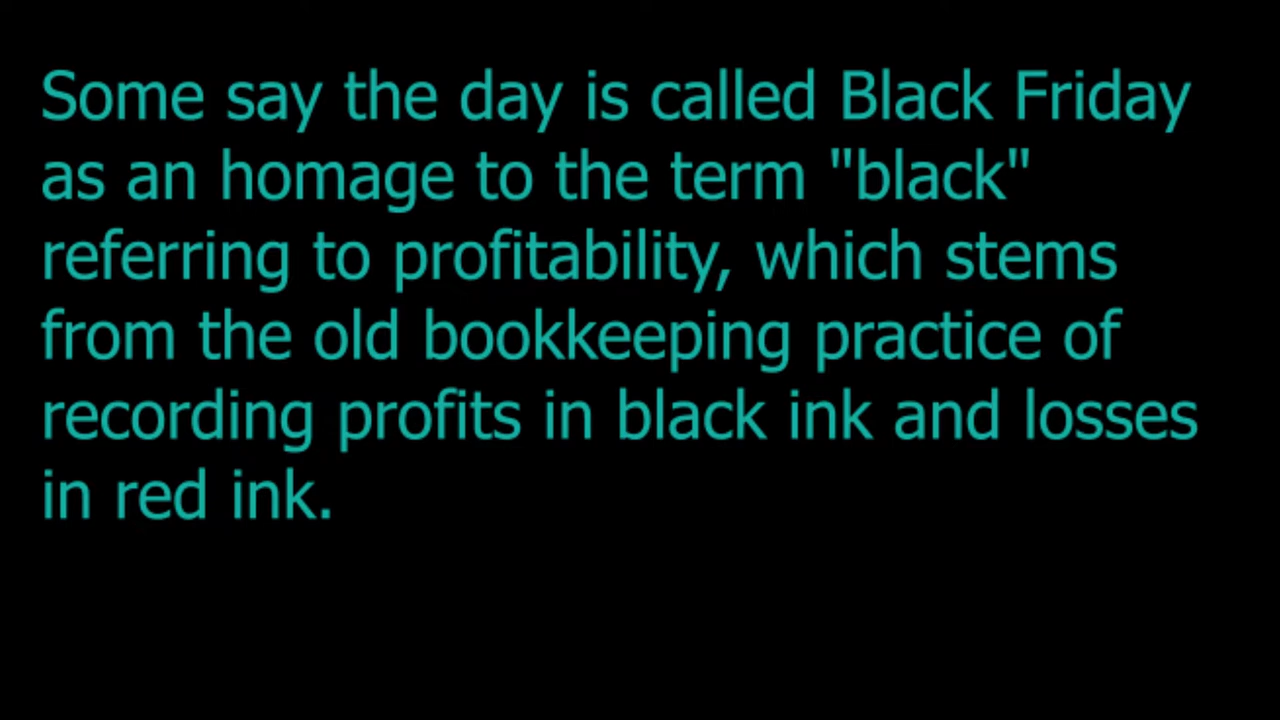 Some say the day is called Black Friday
as an homage to the term "black"
referring to profitability, which stems
from the old bookkeeping practice of
recording profits in black ink and losses
in red ink.